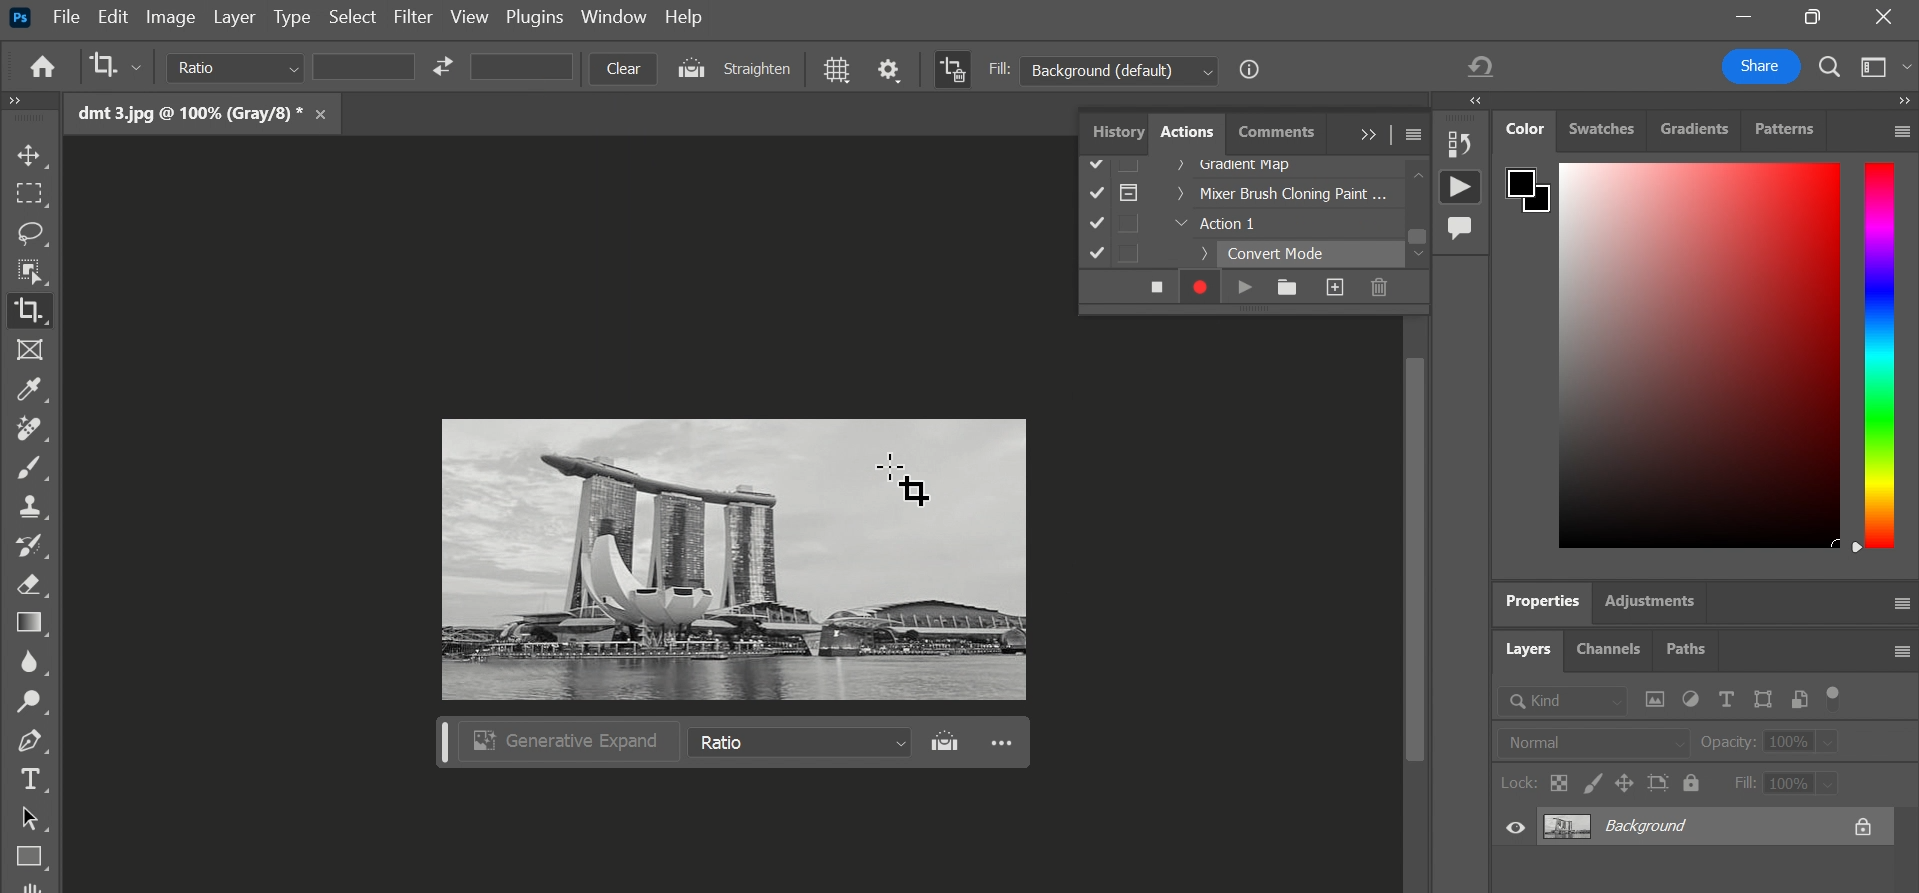 Ps File Edit Image Layer Type Select Filter View Plugins Window Help
Ratio Clear Straighten Fill: Background (default) Share
dmt 3.jpg @ 100% (Gray/8) *
History Actions Comments
Gradient Map
Mixer Brush Cloning Paint ...
Action 1
Convert Mode
Color Swatches Gradients Patterns
Generative Expand Ratio
Properties Adjustments
Layers Channels Paths
Kind
Normal Opacity: 100%
Lock: Fill: 100%
Background